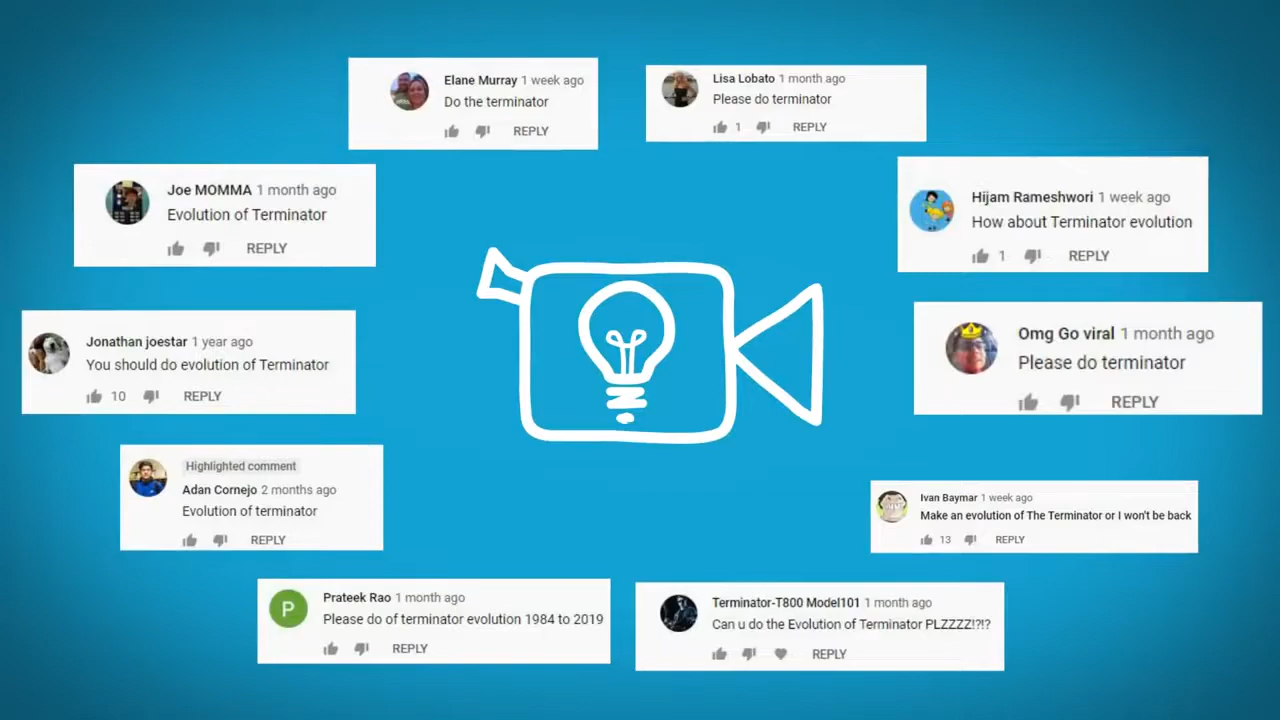 Elane Murray 1 week ago
Do the terminator
REPLY
Lisa Lobato 1 month ago
Please do terminator
1 REPLY
Joe MOMMA 1 month ago
Evolution of Terminator
REPLY
Hijam Rameshwori 1 week ago
How about Terminator evolution
1 REPLY
Jonathan joestar 1 year ago
You should do evolution of Terminator
10 REPLY
Omg Go viral 1 month ago
Please do terminator
REPLY
Highlighted comment
Adan Cornejo 2 months ago
Evolution of terminator
REPLY
Ivan Baymar 1 week ago
Make an evolution of The Terminator or I won't be back
13 REPLY
P
Prateek Rao 1 month ago
Please do of terminator evolution 1984 to 2019
REPLY
Terminator-T800 Model101 1 month ago
Can u do the Evolution of Terminator PLZZZZ!?!?
REPLY